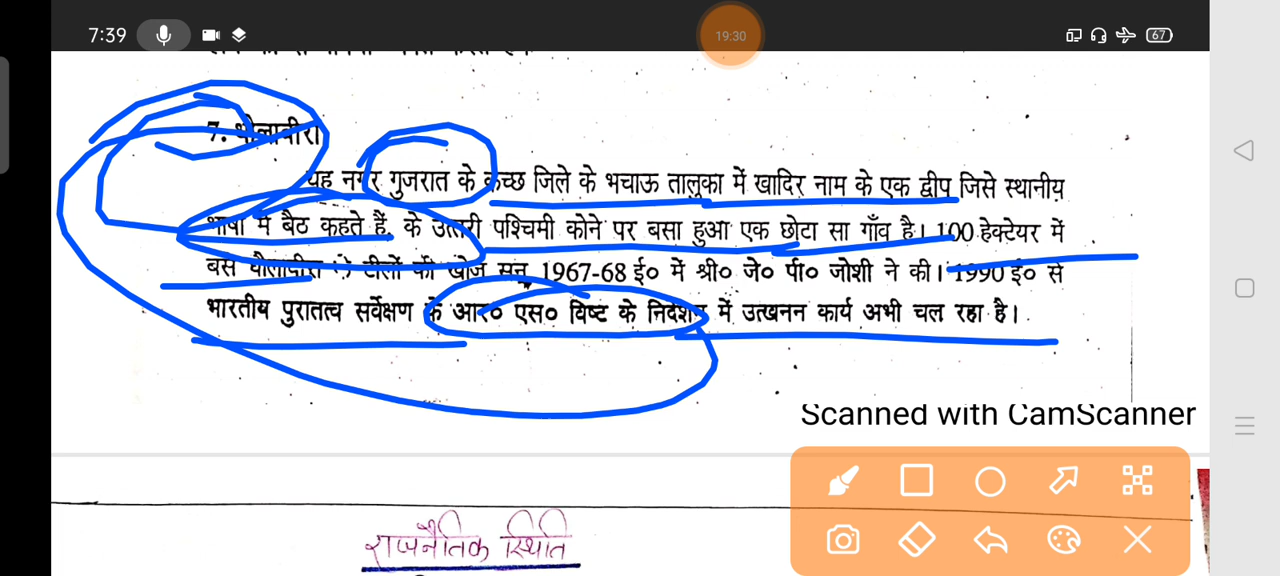 7:39
19:30
67
7. धौलावीरा
यह नगर गुजरात के कच्छ जिले के भचाऊ तालुका में खादिर नाम के एक द्वीप जिसे स्थानीय
भाषा में बैठ कहते हैं, के उत्तरी पश्चिमी कोने पर बसा हुआ एक छोटा सा गाँव है। 100 हेक्टेयर में
बसे धौलावीरा के टीलों की खोज सन् 1967-68 ई० में श्री० जे० पी० जोशी ने की। 1990 ई० से
भारतीय पुरातत्व सर्वेक्षण के आर० एस० विष्ट के निर्देशन में उत्खनन कार्य अभी चल रहा है।
Scanned with CamScanner
राजनैतिक स्थिति